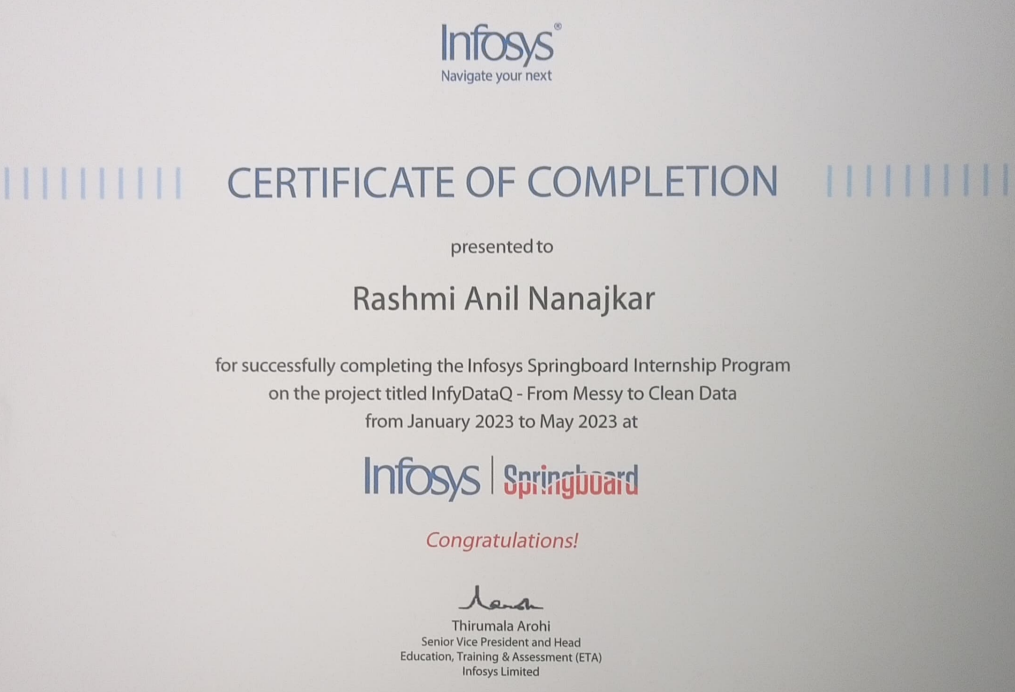 Infosys®
Navigate your next
CERTIFICATE OF COMPLETION
presented to
Rashmi Anil Nanajkar
for successfully completing the Infosys Springboard Internship Program
on the project titled InfyDataQ - From Messy to Clean Data
from January 2023 to May 2023 at
Infosys | Springboard
Congratulations!
Thirumala Arohi
Senior Vice President and Head
Education, Training & Assessment (ETA)
Infosys Limited